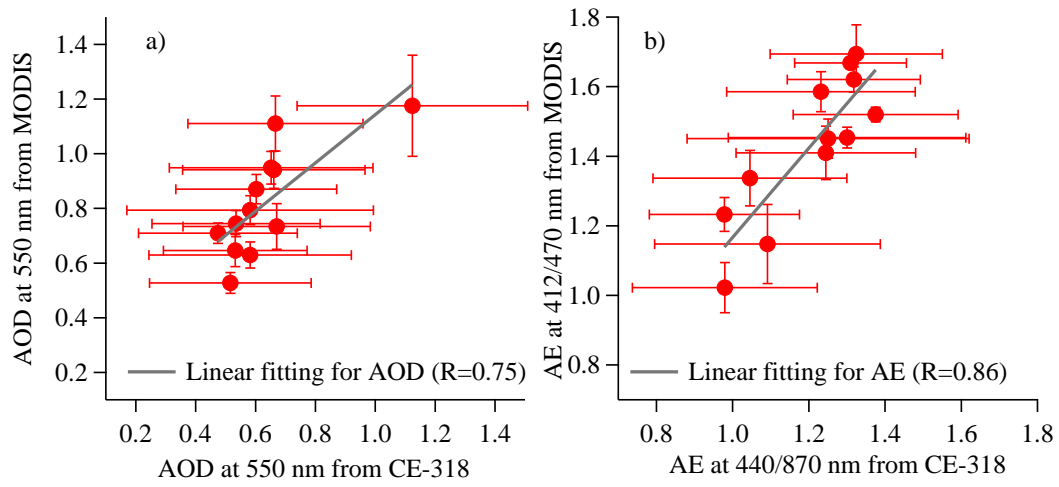 a)
AOD at 550 nm from MODIS
1.4
1.2
1.0
0.8
0.6
0.4
0.2
Linear fitting for AOD (R=0.75)
0.2 0.4 0.6 0.8 1.0 1.2 1.4
AOD at 550 nm from CE-318
b)
AE at 412/470 nm from MODIS
1.8
1.6
1.4
1.2
1.0
0.8
Linear fitting for AE (R=0.86)
0.8 1.0 1.2 1.4 1.6 1.8
AE at 440/870 nm from CE-318